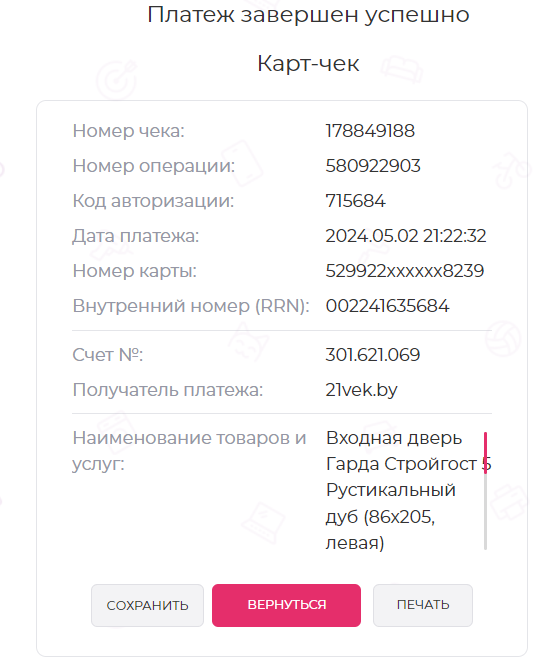 Платеж завершен успешно
Карт-чек
Номер чека: 178849188
Номер операции: 580922903
Код авторизации: 715684
Дата платежа: 2024.05.02 21:22:32
Номер карты: 529922xxxxxx8239
Внутренний номер (RRN): 002241635684
Счет №: 301.621.069
Получатель платежа: 21vek.by
Наименование товаров и услуг: Входная дверь
Гарда Стройгост 5
Рустикальный
дуб (86x205,
левая)
СОХРАНИТЬ ВЕРНУТЬСЯ ПЕЧАТЬ